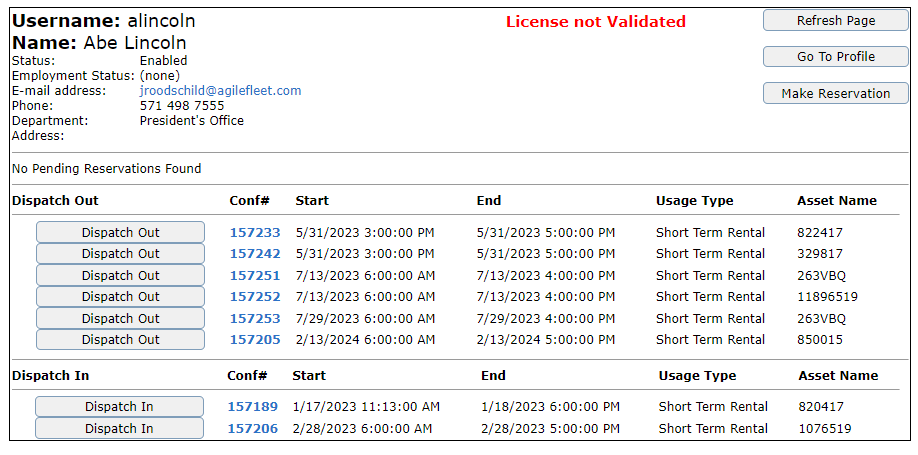 Username: alincoln License not Validated Refresh Page
Name: Abe Lincoln
Status: Enabled Go To Profile
Employment Status: (none)
E-mail address: jroodschild@agilefleet.com Make Reservation
Phone: 571 498 7555
Department: President's Office
Address:
No Pending Reservations Found
Dispatch Out Conf# Start End Usage Type Asset Name
Dispatch Out 157233 5/31/2023 3:00:00 PM 5/31/2023 5:00:00 PM Short Term Rental 822417
Dispatch Out 157242 5/31/2023 3:00:00 PM 5/31/2023 5:00:00 PM Short Term Rental 329817
Dispatch Out 157251 7/13/2023 6:00:00 AM 7/13/2023 4:00:00 PM Short Term Rental 263VBQ
Dispatch Out 157252 7/13/2023 6:00:00 AM 7/13/2023 4:00:00 PM Short Term Rental 11896519
Dispatch Out 157253 7/29/2023 6:00:00 AM 7/29/2023 4:00:00 PM Short Term Rental 263VBQ
Dispatch Out 157205 2/13/2024 6:00:00 AM 2/13/2024 5:00:00 PM Short Term Rental 850015
Dispatch In Conf# Start End Usage Type Asset Name
Dispatch In 157189 1/17/2023 11:13:00 AM 1/18/2023 6:00:00 PM Short Term Rental 820417
Dispatch In 157206 2/28/2023 6:00:00 AM 2/28/2023 5:00:00 PM Short Term Rental 1076519